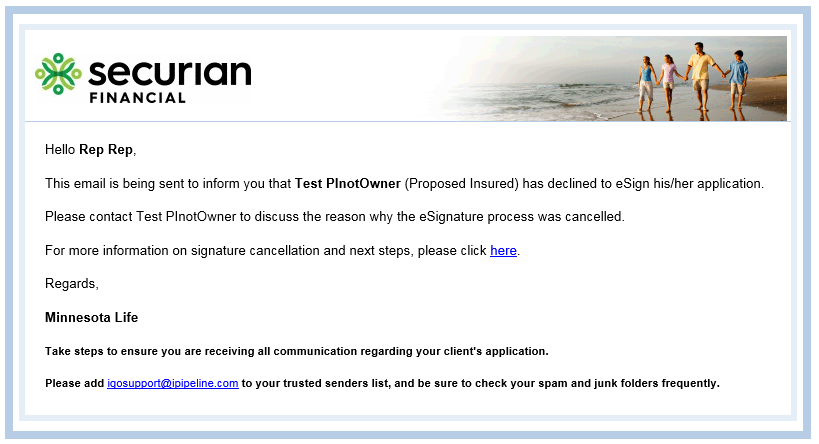 securian
FINANCIAL
Hello Rep Rep,
This email is being sent to inform you that Test PInotOwner (Proposed Insured) has declined to eSign his/her application.
Please contact Test PInotOwner to discuss the reason why the eSignature process was cancelled.
For more information on signature cancellation and next steps, please click here.
Regards,
Minnesota Life
Take steps to ensure you are receiving all communication regarding your client's application.
Please add igosupport@ipipeline.com to your trusted senders list, and be sure to check your spam and junk folders frequently.